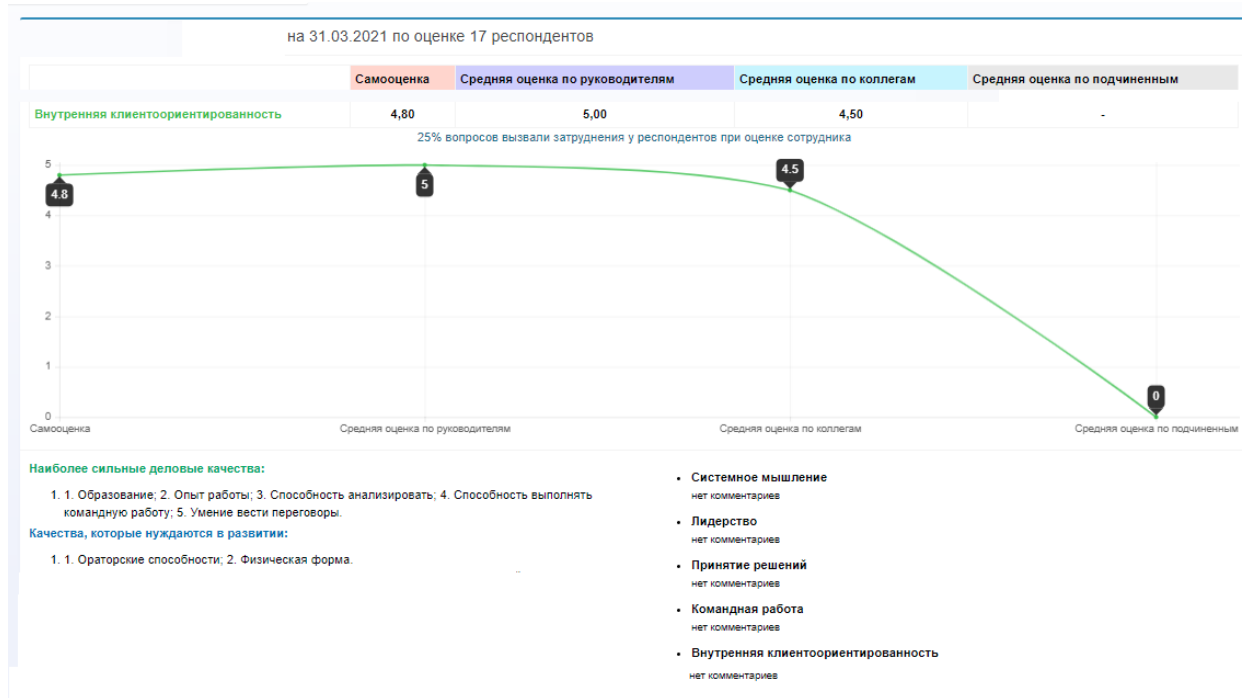 на 31.03.2021 по оценке 17 респондентов
Самооценка Средняя оценка по руководителям Средняя оценка по коллегам Средняя оценка по подчиненным
Внутренняя клиентоориентированность 4,80 5,00 4,50 -
25% вопросов вызвали затруднения у респондентов при оценке сотрудника
5
4
3
2
1
0
4.8
5
4.5
0
Самооценка Средняя оценка по руководителям Средняя оценка по коллегам Средняя оценка по подчиненным
Наиболее сильные деловые качества:
1. 1. Образование; 2. Опыт работы; 3. Способность анализировать; 4. Способность выполнять
командную работу; 5. Умение вести переговоры.
Качества, которые нуждаются в развитии:
1. 1. Ораторские способности; 2. Физическая форма.
• Системное мышление
нет комментариев
• Лидерство
нет комментариев
• Принятие решений
нет комментариев
• Командная работа
нет комментариев
• Внутренняя клиентоориентированность
нет комментариев